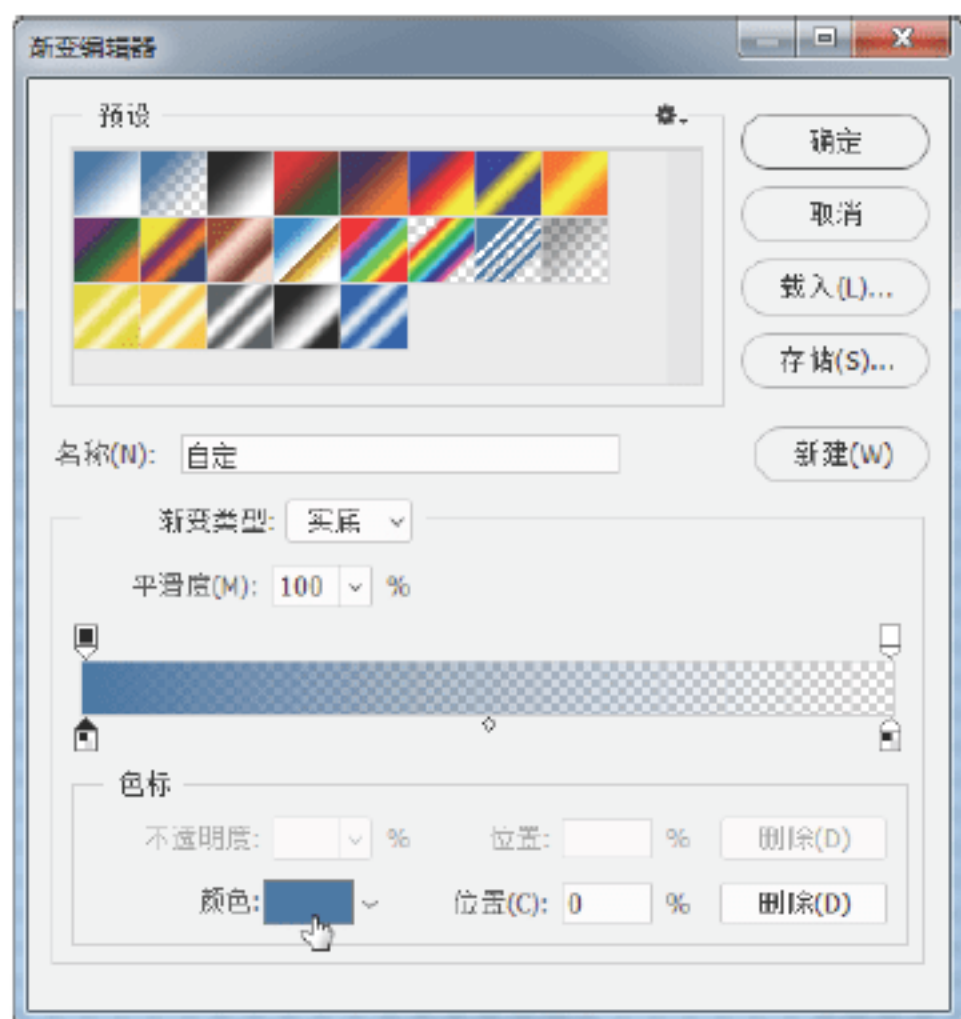 渐变编辑器
预设
确定
取消
载入(L)...
存储(S)...
名称(N): 自定
新建(W)
渐变类型: 实底
平滑度(M): 100 %
色标
不透明度: % 位置: % 删除(D)
颜色: 位置(C): 0 % 删除(D)